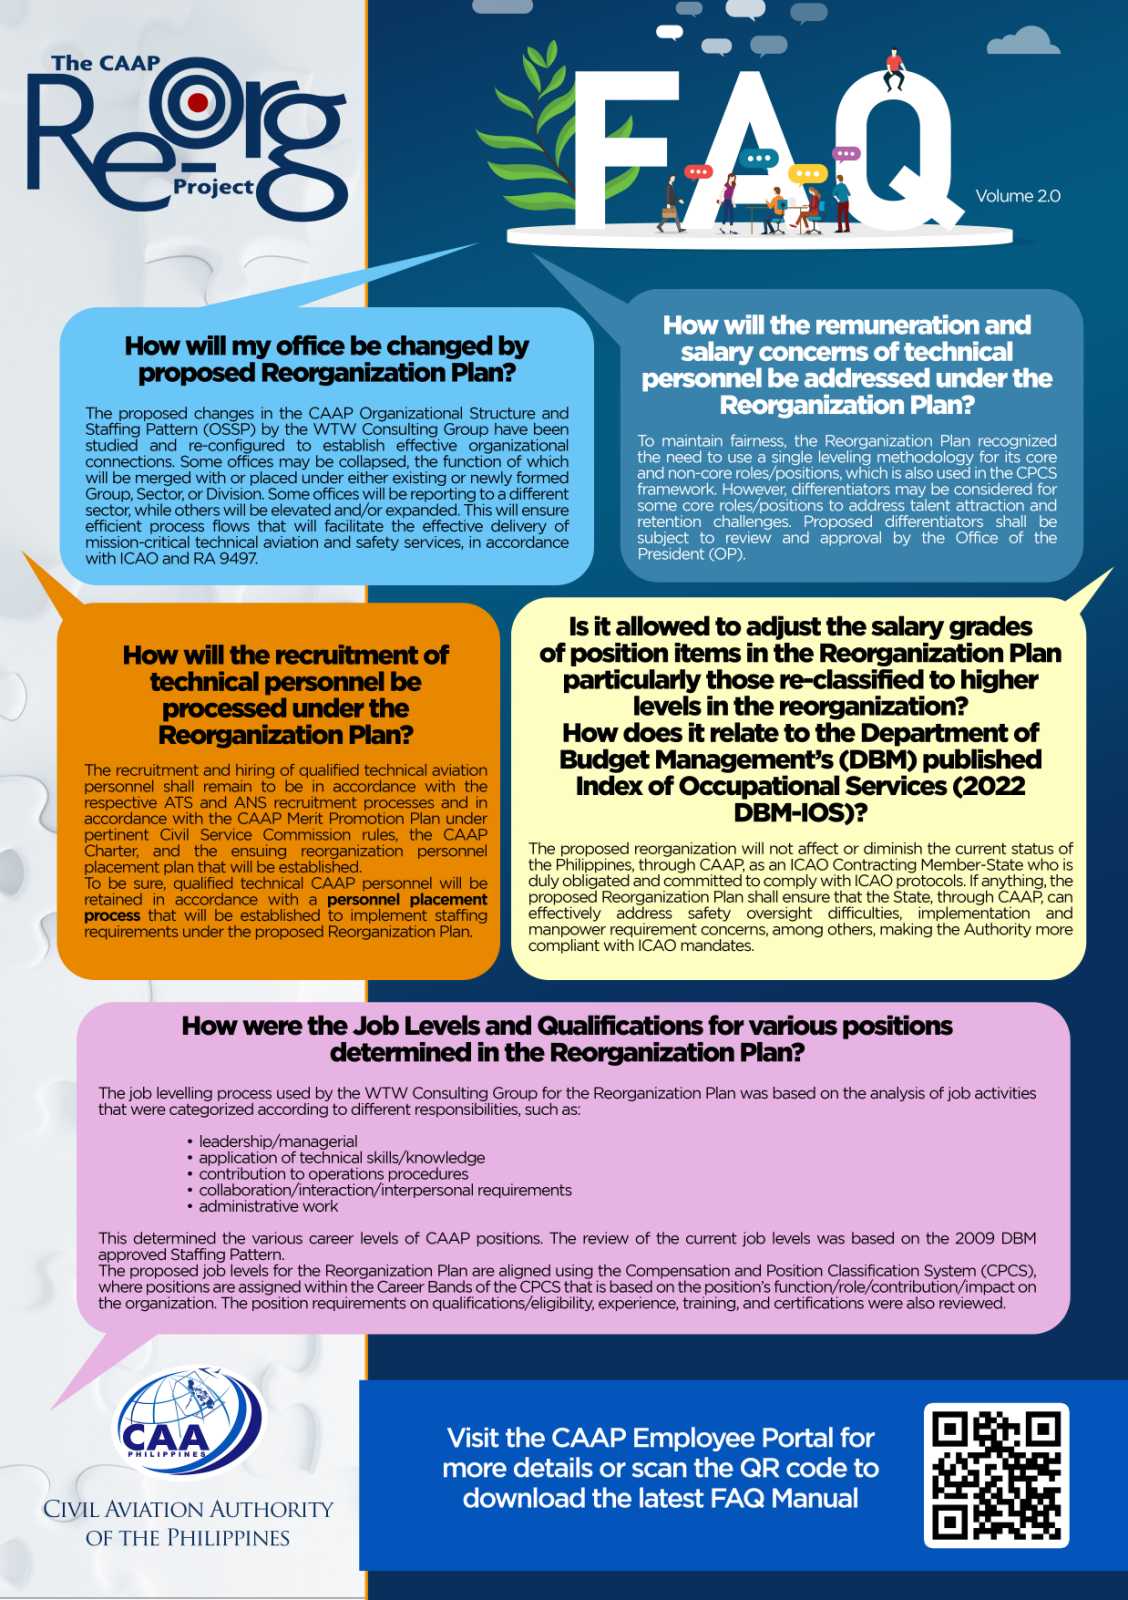 The CAAP
Re-Org
Project
FAQ
Volume 2.0
How will my office be changed by
proposed Reorganization Plan?
The proposed changes in the CAAP Organizational Structure and
Staffing Pattern (OSSP) by the WTW Consulting Group have been
studied and re-configured to establish effective organizational
connections. Some offices may be collapsed, the function of which
will be merged with or placed under either existing or newly formed
Group, Sector, or Division. Some offices will be reporting to a different
sector, while others will be elevated and/or expanded. This will ensure
efficient process flows that will facilitate the effective delivery of
mission-critical technical aviation and safety services, in accordance
with ICAO and RA 9497.
How will the remuneration and
salary concerns of technical
personnel be addressed under the
Reorganization Plan?
To maintain fairness, the Reorganization Plan recognized
the need to use a single leveling methodology for its core
and non-core roles/positions, which is also used in the CPCS
framework. However, differentiators may be considered for
some core roles/positions to address talent attraction and
retention challenges. Proposed differentiators shall be
subject to review and approval by the Office of the
President (OP).
How will the recruitment of
technical personnel be
processed under the
Reorganization Plan?
The recruitment and hiring of qualified technical aviation
personnel shall remain to be in accordance with the
respective ATS and ANS recruitment processes and in
accordance with the CAAP Merit Promotion Plan under
pertinent Civil Service Commission rules, the CAAP
Charter, and the ensuing reorganization personnel
placement plan that will be established.
To be sure, qualified technical CAAP personnel will be
retained in accordance with a personnel placement
process that will be established to implement staffing
requirements under the proposed Reorganization Plan.
Is it allowed to adjust the salary grades
of position items in the Reorganization Plan
particularly those re-classified to higher
levels in the reorganization?
How does it relate to the Department of
Budget Management's (DBM) published
Index of Occupational Services (2022
DBM-IOS)?
The proposed reorganization will not affect or diminish the current status of
the Philippines, through CAAP, as an ICAO Contracting Member-State who is
duly obligated and committed to comply with ICAO protocols. If anything, the
proposed Reorganization Plan shall ensure that the State, through CAAP, can
effectively address safety oversight difficulties, implementation and
manpower requirement concerns, among others, making the Authority more
compliant with ICAO mandates.
How were the Job Levels and Qualifications for various positions
determined in the Reorganization Plan?
The job levelling process used by the WTW Consulting Group for the Reorganization Plan was based on the analysis of job activities
that were categorized according to different responsibilities, such as:
• leadership/managerial
• application of technical skills/knowledge
• contribution to operations procedures
• collaboration/interaction/interpersonal requirements
• administrative work
This determined the various career levels of CAAP positions. The review of the current job levels was based on the 2009 DBM
approved Staffing Pattern.
The proposed job levels for the Reorganization Plan are aligned using the Compensation and Position Classification System (CPCS),
where positions are assigned within the Career Bands of the CPCS that is based on the position's function/role/contribution/impact on
the organization. The position requirements on qualifications/eligibility, experience, training, and certifications were also reviewed.
CAA
PHILIPPINES
CIVIL AVIATION AUTHORITY
OF THE PHILIPPINES
Visit the CAAP Employee Portal for
more details or scan the QR code to
download the latest FAQ Manual